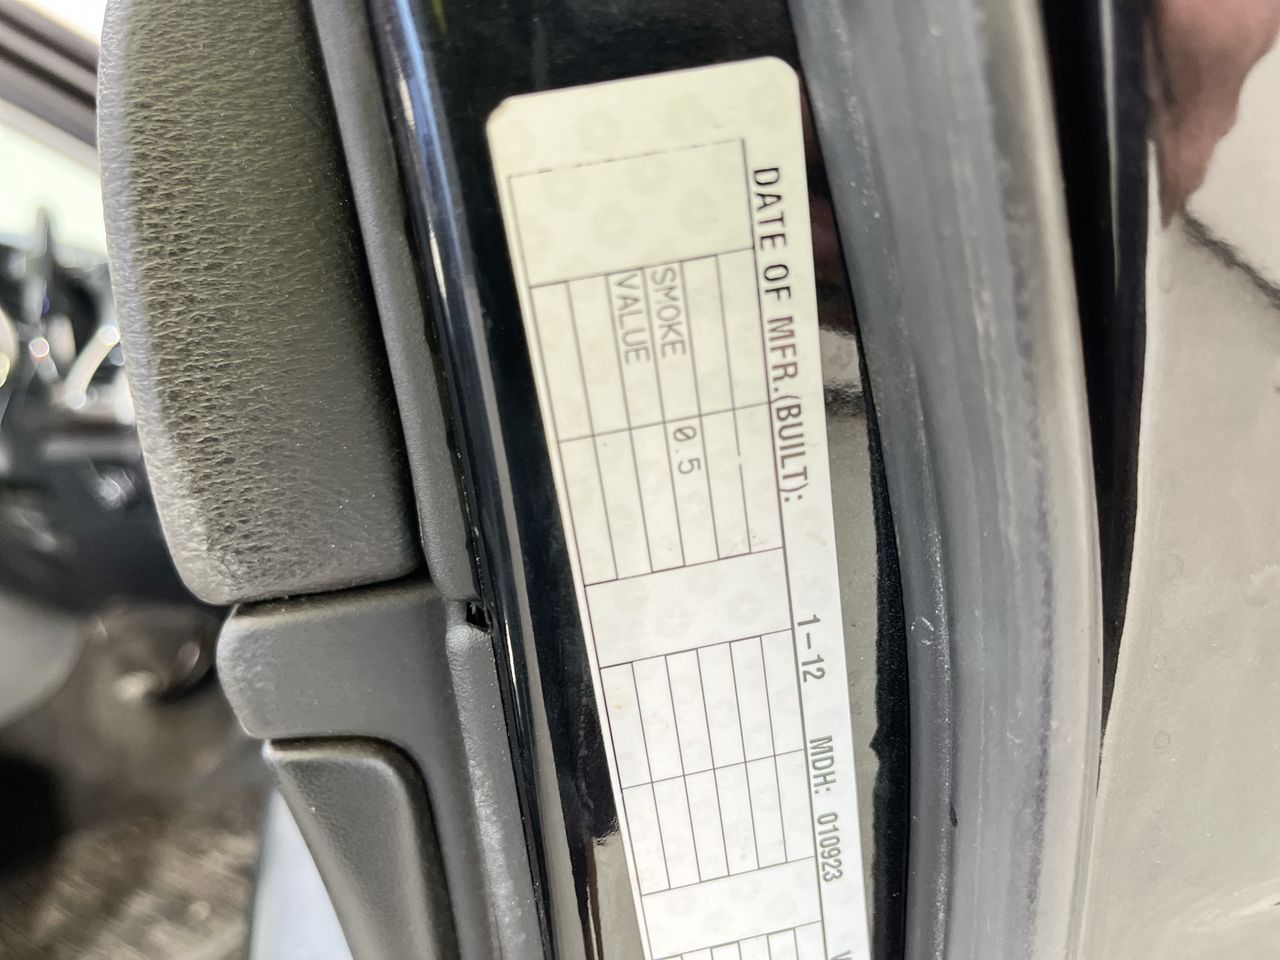 DATE OF MFR.(BUILT): 1-12 MDH: 010923
SMOKE 0.5
VALUE